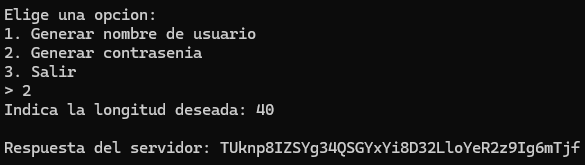 Elige una opcion:
1. Generar nombre de usuario
2. Generar contrasenia
3. Salir
> 2
Indica la longitud deseada: 40
Respuesta del servidor: TUknp8IZSYg34QSGYxYi8D32LloYeR2z9Ig6mTjf